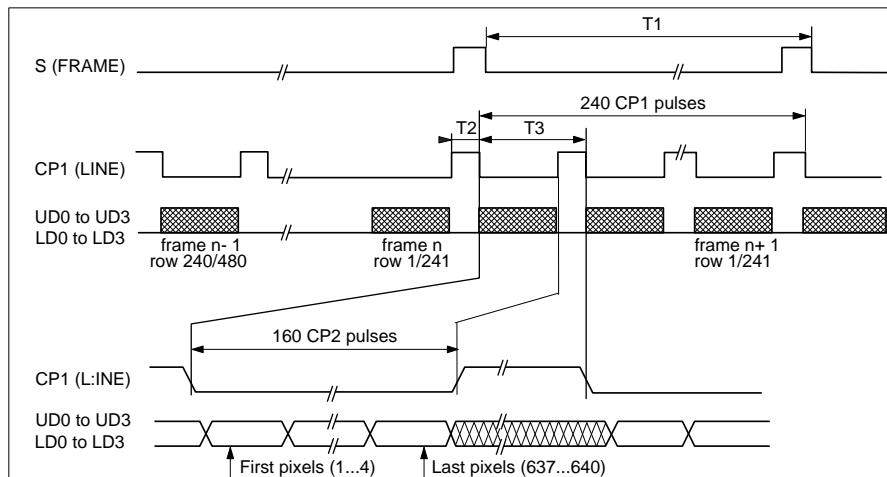 T1
S (FRAME)
240 CP1 pulses
T2
T3
CP1 (LINE)
UD0 to UD3
LD0 to LD3
frame n- 1
row 240/480
frame n
row 1/241
frame n+ 1
row 1/241
160 CP2 pulses
CP1 (L:INE)
UD0 to UD3
LD0 to LD3
First pixels (1...4)
Last pixels (637...640)